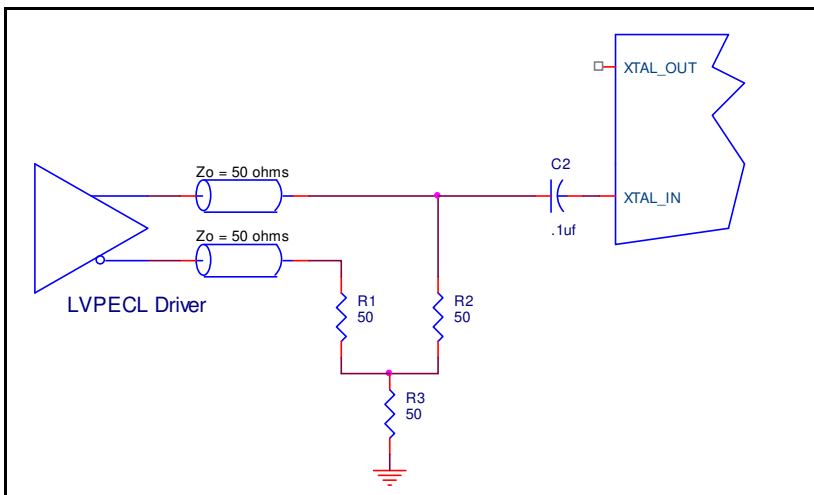 XTAL_OUT
C2
Zo = 50 ohms
XTAL_IN
.1uf
Zo = 50 ohms
LVPECL Driver
R1
50
R2
50
R3
50